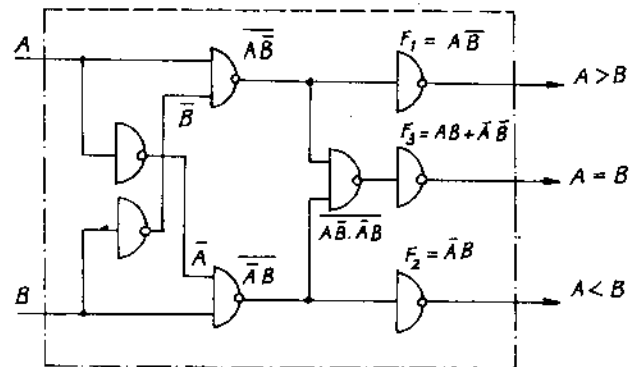 A
A̅B̿
F₁ = AB̅
A > B
B̅
F₃ = AB + A̅ B̅
A = B
A̅B̅̅.̅A̅̅B̅
A̅
A̿B̅
F₂ = A̅B
B
A < B